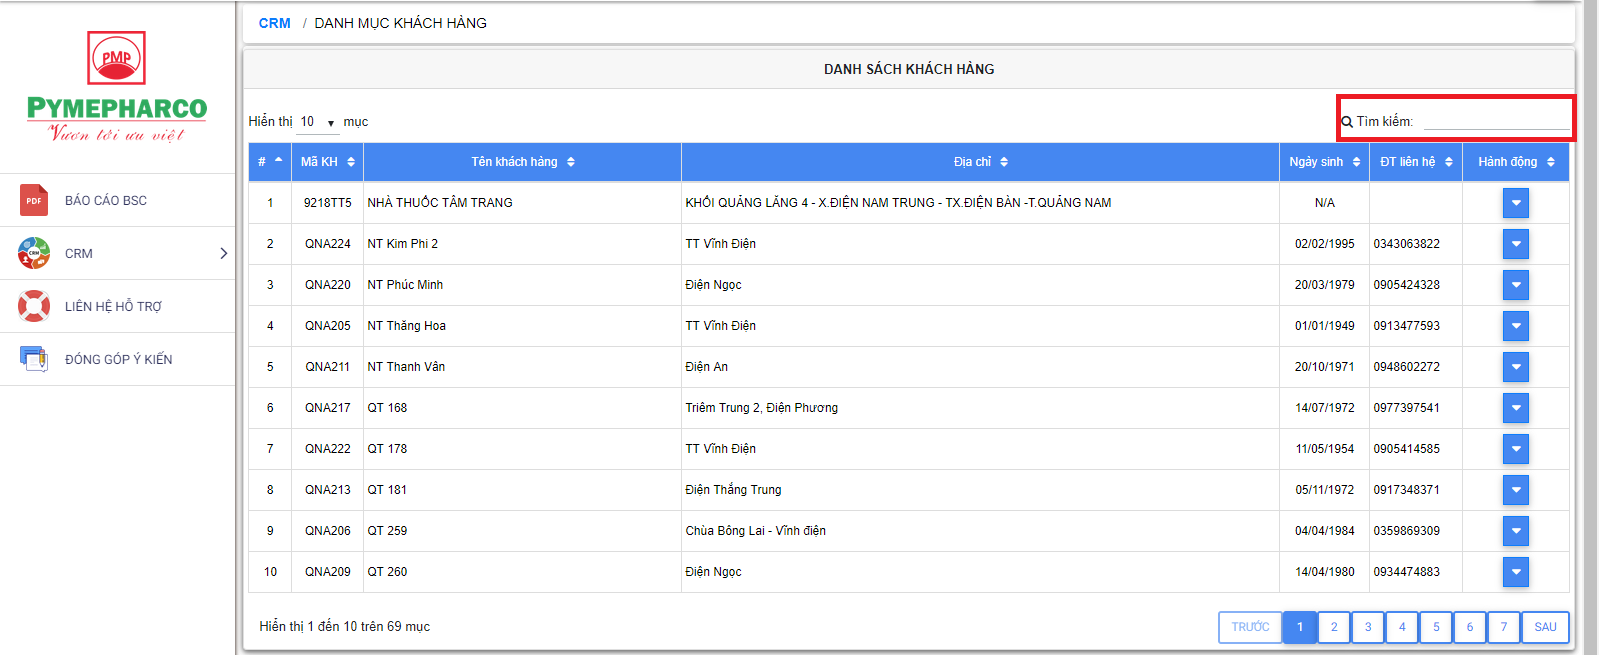 CRM / DANH MỤC KHÁCH HÀNG
PMP
PYMEPHARCO
Vươn tới ưu việt
PDF BÁO CÁO BSC
CRM CRM
LIÊN HỆ HỖ TRỢ
ĐÓNG GÓP Ý KIẾN
DANH SÁCH KHÁCH HÀNG
Hiển thị 10 mục
Tìm kiếm:
# Mã KH Tên khách hàng Địa chỉ Ngày sinh ĐT liên hệ Hành động
1 9218TT5 NHÀ THUỐC TÂM TRANG KHỐI QUẢNG LĂNG 4 - X.ĐIỆN NAM TRUNG - TX.ĐIỆN BÀN -T.QUẢNG NAM N/A
2 QNA224 NT Kim Phi 2 TT Vĩnh Điện 02/02/1995 0343063822
3 QNA220 NT Phúc Minh Điện Ngọc 20/03/1979 0905424328
4 QNA205 NT Thăng Hoa TT Vĩnh Điện 01/01/1949 0913477593
5 QNA211 NT Thanh Vân Điện An 20/10/1971 0948602272
6 QNA217 QT 168 Triêm Trung 2, Điện Phương 14/07/1972 0977397541
7 QNA222 QT 178 TT Vĩnh Điện 11/05/1954 0905414585
8 QNA213 QT 181 Điện Thắng Trung 05/11/1972 0917348371
9 QNA206 QT 259 Chùa Bông Lai - Vĩnh điện 04/04/1984 0359869309
10 QNA209 QT 260 Điện Ngọc 14/04/1980 0934474883
Hiển thị 1 đến 10 trên 69 mục
TRƯỚC 1 2 3 4 5 6 7 SAU